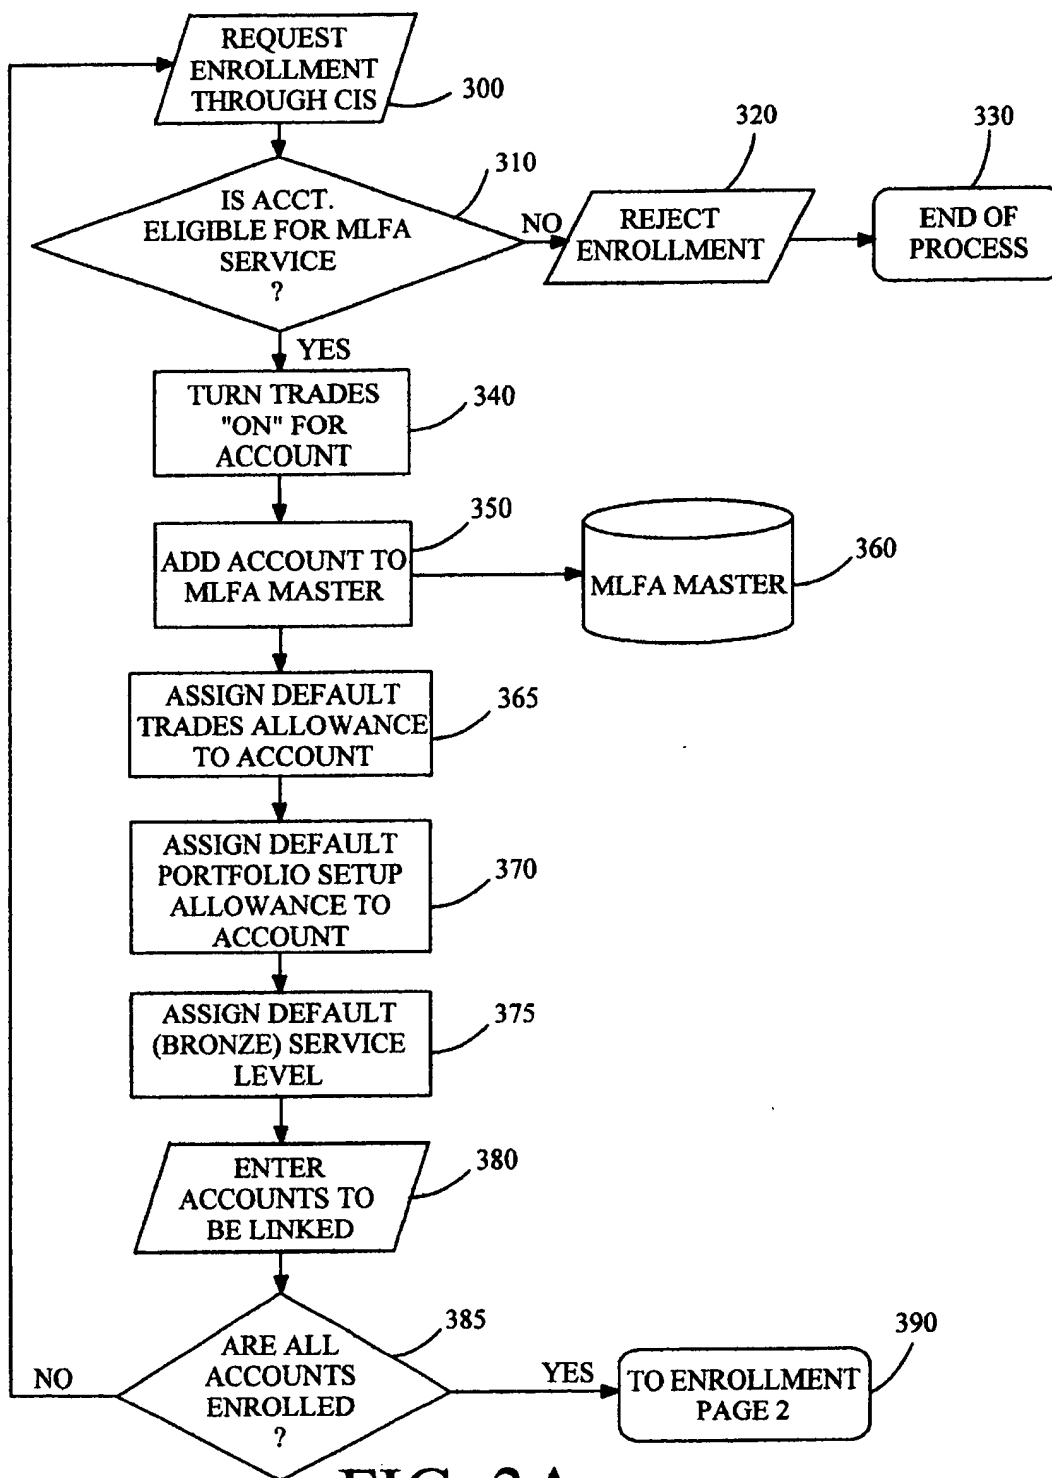 REQUEST
ENROLLMENT
THROUGH CIS
300
IS ACCT.
ELIGIBLE FOR MLFA
SERVICE
?
310
NO
REJECT
ENROLLMENT
320
END OF
PROCESS
330
YES
TURN TRADES
"ON" FOR
ACCOUNT
340
ADD ACCOUNT TO
MLFA MASTER
350
MLFA MASTER
360
ASSIGN DEFAULT
TRADES ALLOWANCE
TO ACCOUNT
365
ASSIGN DEFAULT
PORTFOLIO SETUP
ALLOWANCE TO
ACCOUNT
370
ASSIGN DEFAULT
(BRONZE) SERVICE
LEVEL
375
ENTER
ACCOUNTS TO
BE LINKED
380
ARE ALL
ACCOUNTS
ENROLLED
?
385
NO
YES
TO ENROLLMENT
PAGE 2
390